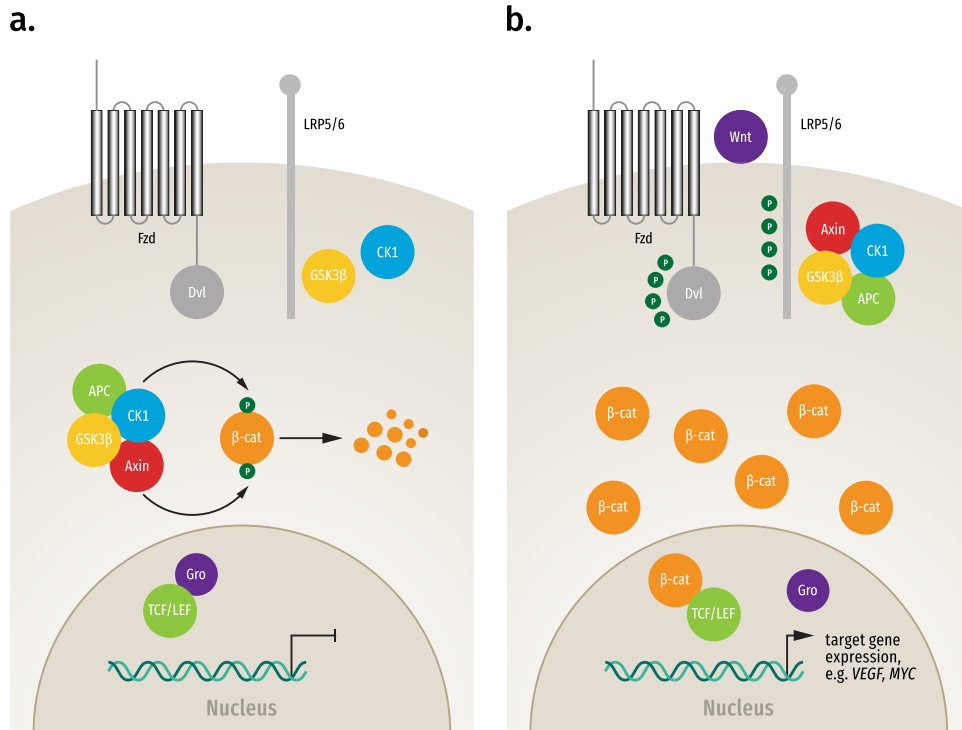 a.
LRP5/6
Fzd
CK1
GSK3β
Dvl
APC
CK1
GSK3β
Axin
P
β-cat
P
Gro
TCF/LEF
Nucleus
b.
Wnt
LRP5/6
P
P
P
P
Axin
Fzd
CK1
GSK3β
APC
P
P
P
P
Dvl
β-cat
β-cat
β-cat
β-cat
β-cat
β-cat
β-cat
TCF/LEF
Gro
target gene
expression,
e.g. VEGF, MYC
Nucleus